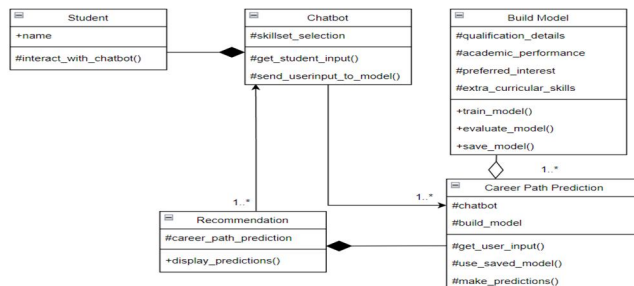 Student
+name
#interact_with_chatbot()
Chatbot
#skillset_selection
#get_student_input()
#send_userinput_to_model()
Build Model
#qualification_details
#academic_performance
#preferred_interest
#extra_curricular_skills
+train_model()
+evaluate_model()
+save_model()
1..*
1..*
1..*
Recommendation
#career_path_prediction
+display_predictions()
Career Path Prediction
#chatbot
#build_model
#get_user_input()
#use_saved_model()
#make_predictions()